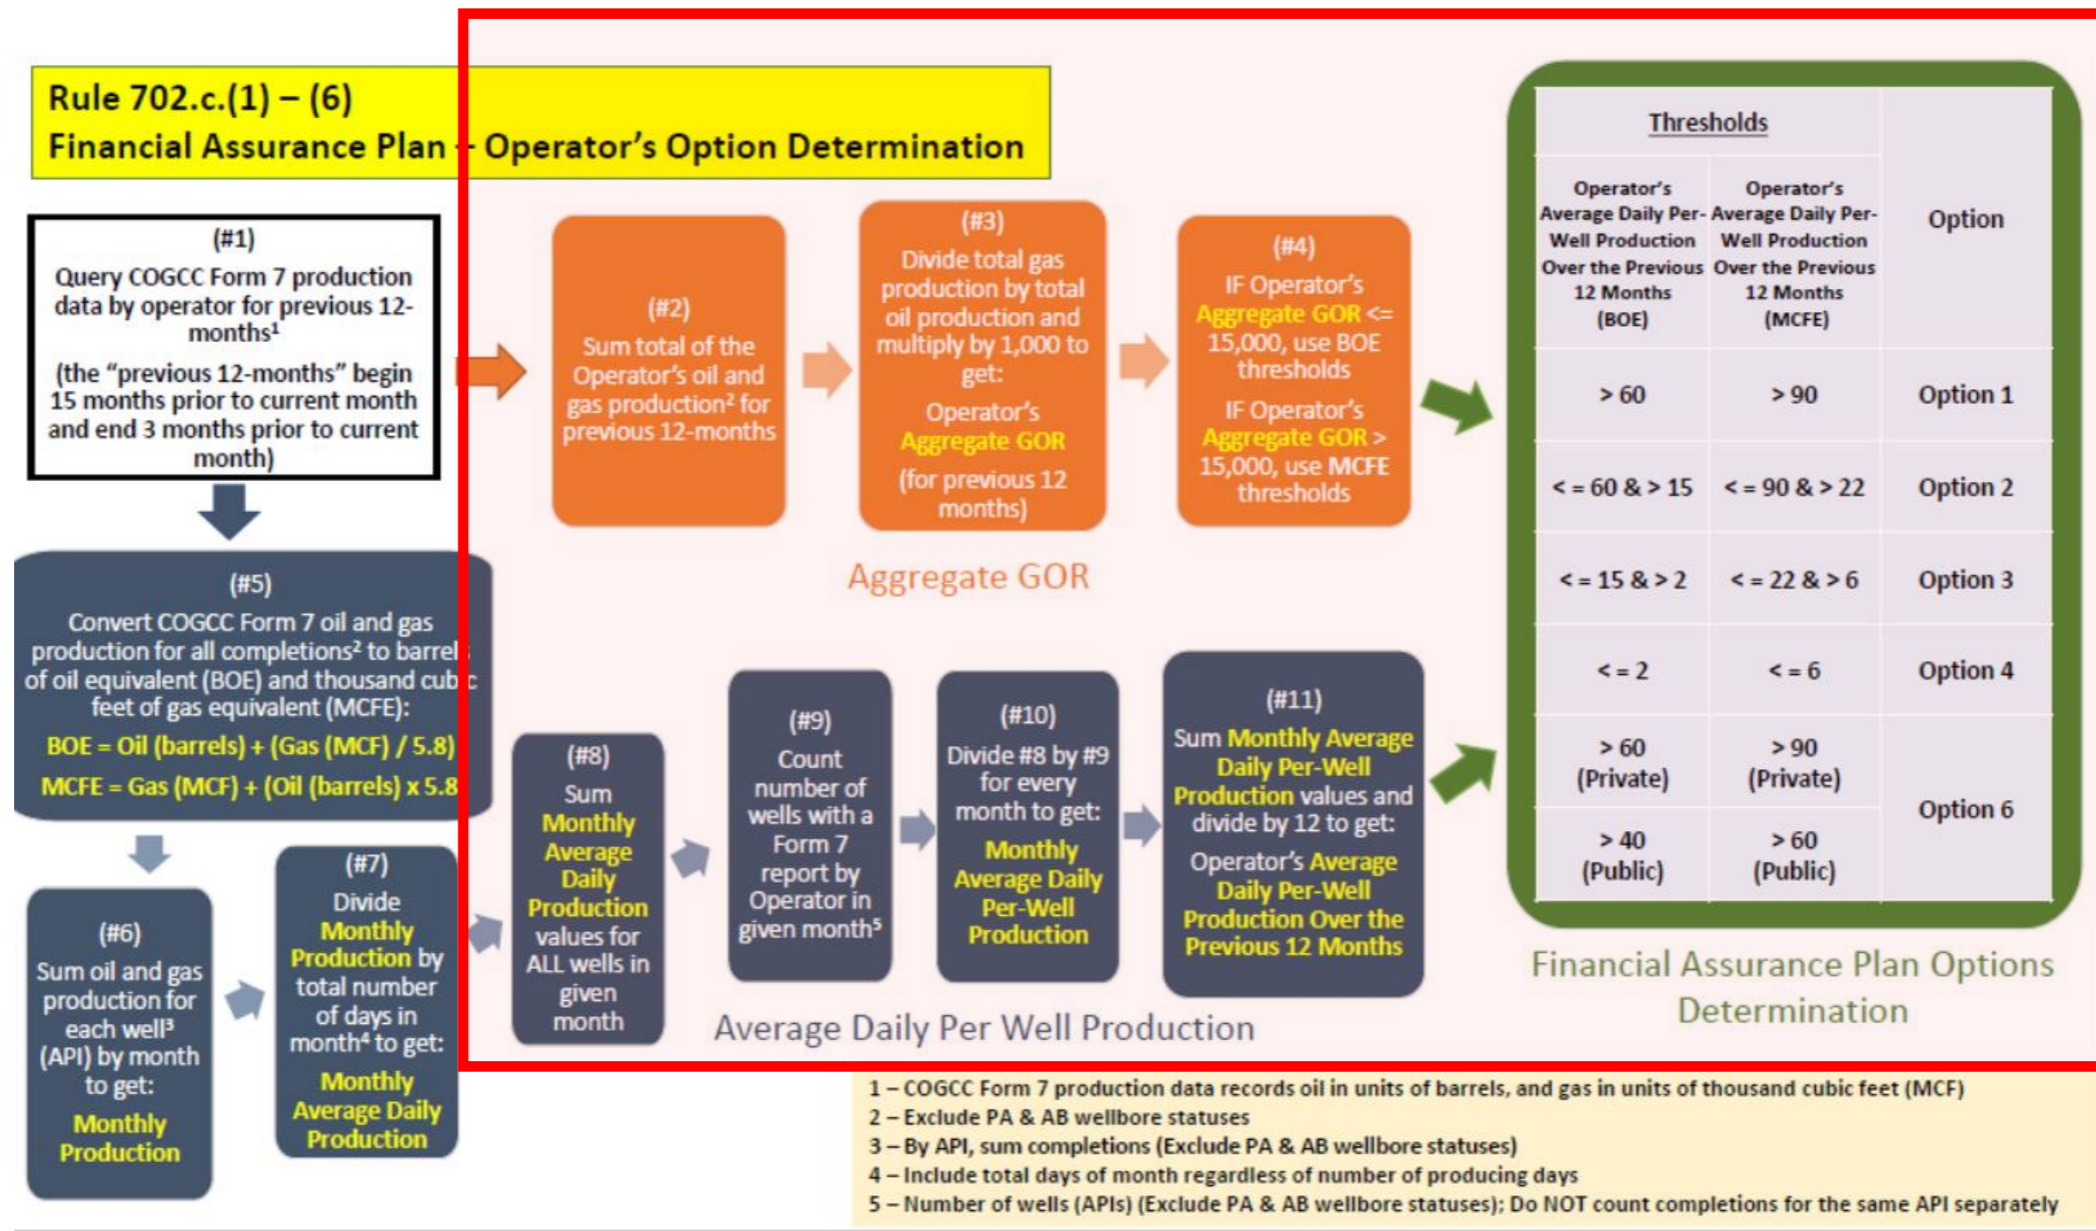 Rule 702.c.(1) – (6)
Financial Assurance Plan – Operator's Option Determination
(#1)
Query COGCC Form 7 production
data by operator for previous 12-
months¹
(the "previous 12-months" begin
15 months prior to current month
and end 3 months prior to current
month)
(#2)
Sum total of the
Operator's oil and
gas production² for
previous 12-months
(#3)
Divide total gas
production by total
oil production and
multiply by 1,000 to
get:
Operator's
Aggregate GOR
(for previous 12
months)
(#4)
IF Operator's
Aggregate GOR <=
15,000, use BOE
thresholds
IF Operator's
Aggregate GOR >
15,000, use MCFE
thresholds
Aggregate GOR
(#5)
Convert COGCC Form 7 oil and gas
production for all completions² to barrels
of oil equivalent (BOE) and thousand cubic
feet of gas equivalent (MCFE):
BOE = Oil (barrels) + (Gas (MCF) / 5.8)
MCFE = Gas (MCF) + (Oil (barrels) x 5.8
(#6)
Sum oil and gas
production for
each well³
(API) by month
to get:
Monthly
Production
(#7)
Divide
Monthly
Production by
total number
of days in
month⁴ to get:
Monthly
Average Daily
Production
(#8)
Sum
Monthly
Average
Daily
Production
values for
ALL wells in
given
month
(#9)
Count
number of
wells with a
Form 7
report by
Operator in
given month⁵
(#10)
Divide #8 by #9
for every
month to get:
Monthly
Average Daily
Per-Well
Production
(#11)
Sum Monthly Average
Daily Per-Well
Production values and
divide by 12 to get:
Operator's Average
Daily Per-Well
Production Over the
Previous 12 Months
Average Daily Per Well Production
Thresholds
Operator's
Average Daily Per-
Well Production
Over the Previous
12 Months
(BOE)
Operator's
Average Daily Per-
Well Production
Over the Previous
12 Months
(MCFE)
Option
> 60 > 90 Option 1
< = 60 & > 15 < = 90 & > 22 Option 2
< = 15 & > 2 < = 22 & > 6 Option 3
< = 2 < = 6 Option 4
> 60
(Private)
> 90
(Private)
> 40
(Public)
> 60
(Public)
Option 6
Financial Assurance Plan Options
Determination
1 – COGCC Form 7 production data records oil in units of barrels, and gas in units of thousand cubic feet (MCF)
2 – Exclude PA & AB wellbore statuses
3 – By API, sum completions (Exclude PA & AB wellbore statuses)
4 – Include total days of month regardless of number of producing days
5 – Number of wells (APIs) (Exclude PA & AB wellbore statuses); Do NOT count completions for the same API separately